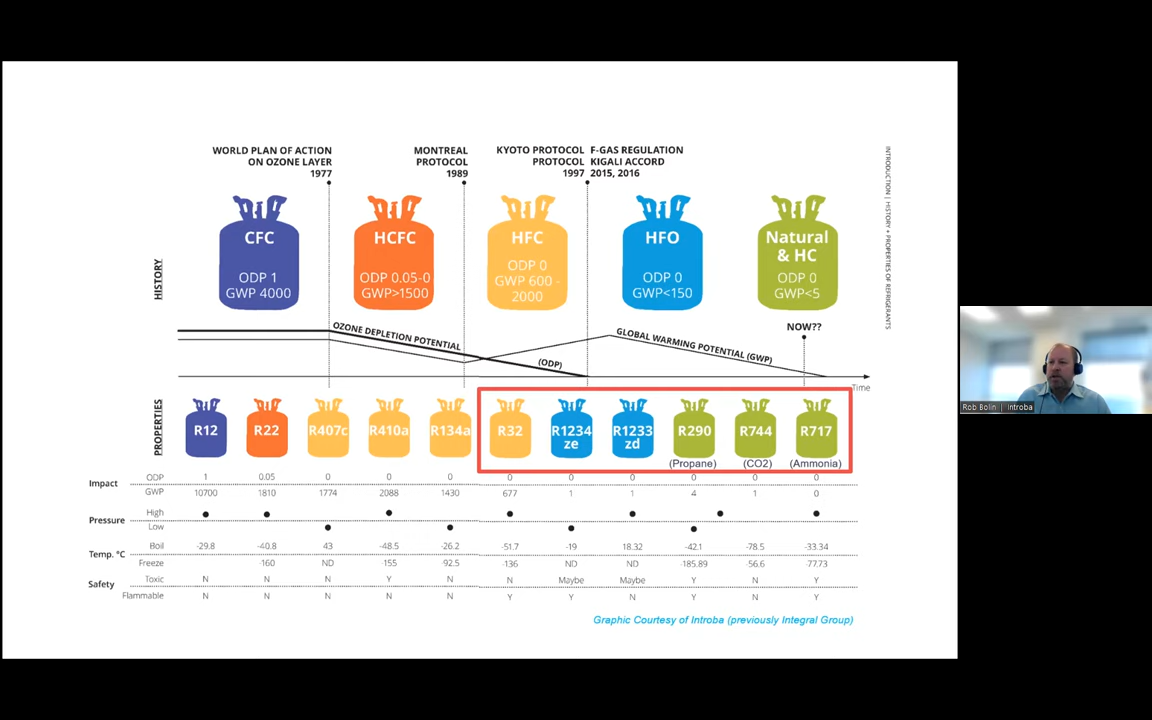 WORLD PLAN OF ACTION
ON OZONE LAYER
1977
MONTREAL
PROTOCOL
1989
KYOTO PROTOCOL
PROTOCOL
1997
F-GAS REGULATION
KIGALI ACCORD
2015, 2016
INTRODUCTION | HISTORY + PROPERTIES OF REFRIGERANTS
HISTORY
CFC
ODP 1
GWP 4000
HCFC
ODP 0.05-0
GWP>1500
HFC
ODP 0
GWP 600 -
2000
HFO
ODP 0
GWP<150
Natural
& HC
ODP 0
GWP<5
OZONE DEPLETION POTENTIAL
(ODP)
GLOBAL WARMING POTENTIAL (GWP)
NOW??
Time
PROPERTIES
R12
R22
R407c
R410a
R134a
R32
R1234
ze
R1233
zd
R290
(Propane)
R744
(CO2)
R717
(Ammonia)
Impact
ODP 1 0.05 0 0 0 0 0 0 0 0 0
GWP 10700 1810 1774 2088 1430 677 1 1 4 1 0
Pressure
High
Low
Temp. °C
Boil -29.8 -40.8 43 -48.5 -26.2 -51.7 -19 18.32 -42.1 -78.5 -33.34
Freeze -160 ND -155 -92.5 -136 ND ND -185.89 -56.6 -77.73
Safety
Toxic N N N Y N N Maybe Maybe Y N Y
Flammable N N N N N Y Y N Y N Y
Graphic Courtesy of Introba (previously Integral Group)
Rob Bolin | introba